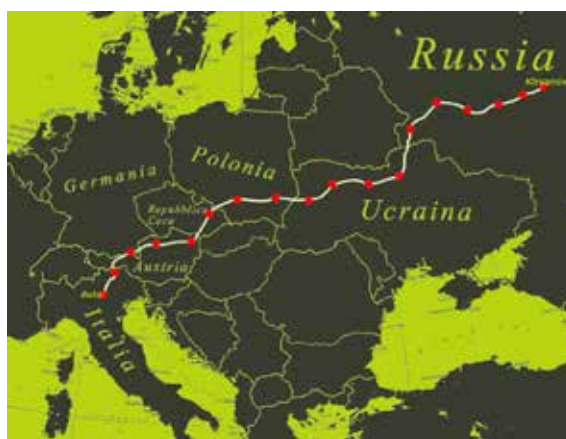 Russia
Polonia
Germania
Repubblica
Ceca
Ucraina
Austria
Italia